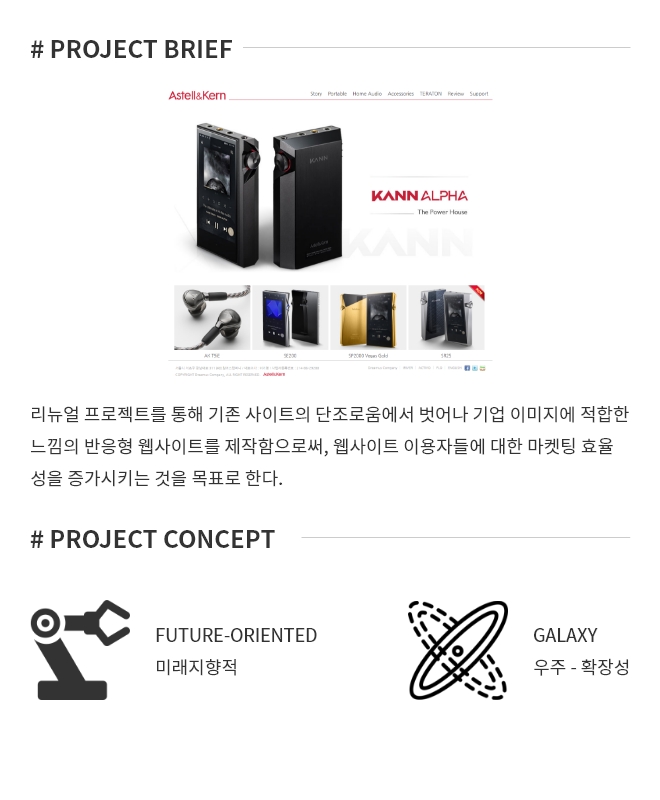 # PROJECT BRIEF
Astell&Kern
Story Portable Home Audio Accessories TERATON Review Support
KANN
KANN ALPHA
The Power House
KANN
AK T9iE SE200 SP2000 Vegas Gold SR25
Astell&Kern
리뉴얼 프로젝트를 통해 기존 사이트의 단조로움에서 벗어나 기업 이미지에 적합한
느낌의 반응형 웹사이트를 제작함으로써, 웹사이트 이용자들에 대한 마켓팅 효율
성을 증가시키는 것을 목표로 한다.
# PROJECT CONCEPT
FUTURE-ORIENTED
미래지향적
GALAXY
우주 - 확장성